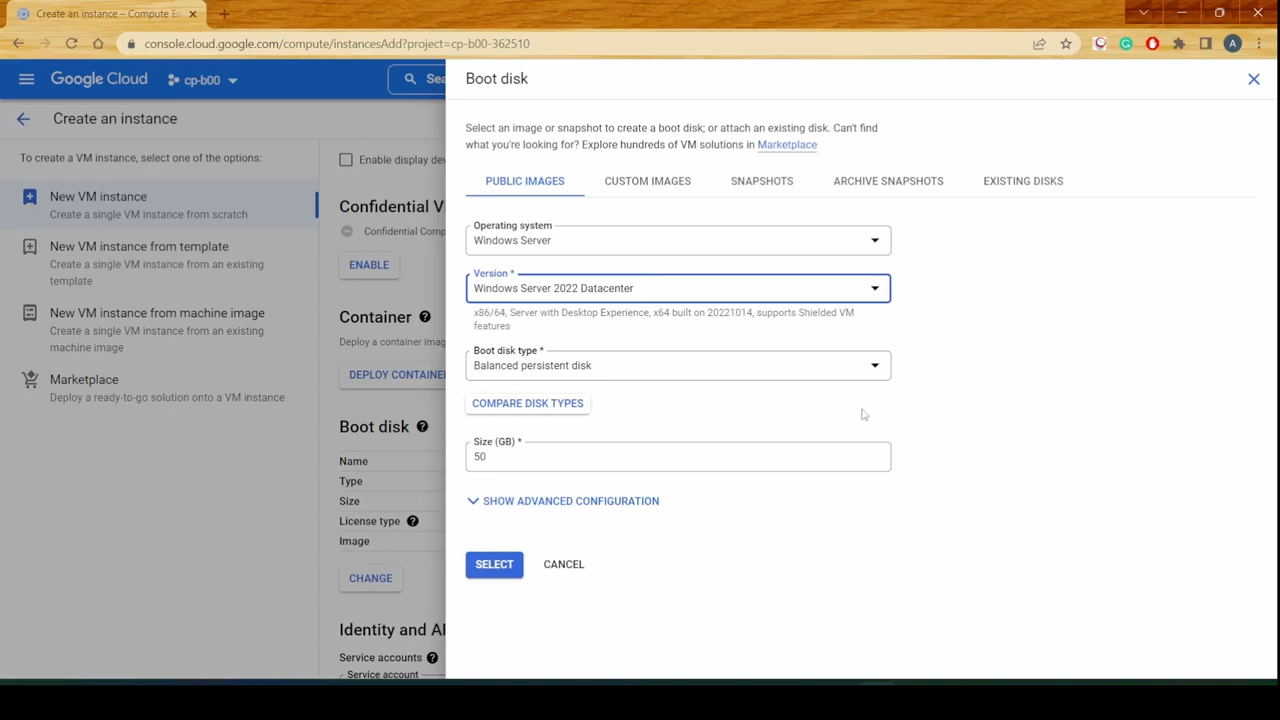 Create an instance – Compute E
console.cloud.google.com/compute/instancesAdd?project=cp-b00-362510
A
Google Cloud
cp-b00
Sea
Create an instance
To create a VM instance, select one of the options:
New VM instance
Create a single VM instance from scratch
New VM instance from template
Create a single VM instance from an existing
template
New VM instance from machine image
Create a single VM instance from an existing
machine image
Marketplace
Deploy a ready-to-go solution onto a VM instance
Enable display dev
Confidential V
Confidential Comp
ENABLE
Container
Deploy a container imag
DEPLOY CONTAINE
Boot disk
Name
Type
Size
License type
Image
CHANGE
Identity and AP
Service accounts
Service account
Boot disk
Select an image or snapshot to create a boot disk; or attach an existing disk. Can't find
what you're looking for? Explore hundreds of VM solutions in Marketplace
PUBLIC IMAGES
CUSTOM IMAGES
SNAPSHOTS
ARCHIVE SNAPSHOTS
EXISTING DISKS
Operating system
Windows Server
Version *
Windows Server 2022 Datacenter
x86/64, Server with Desktop Experience, x64 built on 20221014, supports Shielded VM
features
Boot disk type *
Balanced persistent disk
COMPARE DISK TYPES
Size (GB) *
50
SHOW ADVANCED CONFIGURATION
SELECT
CANCEL